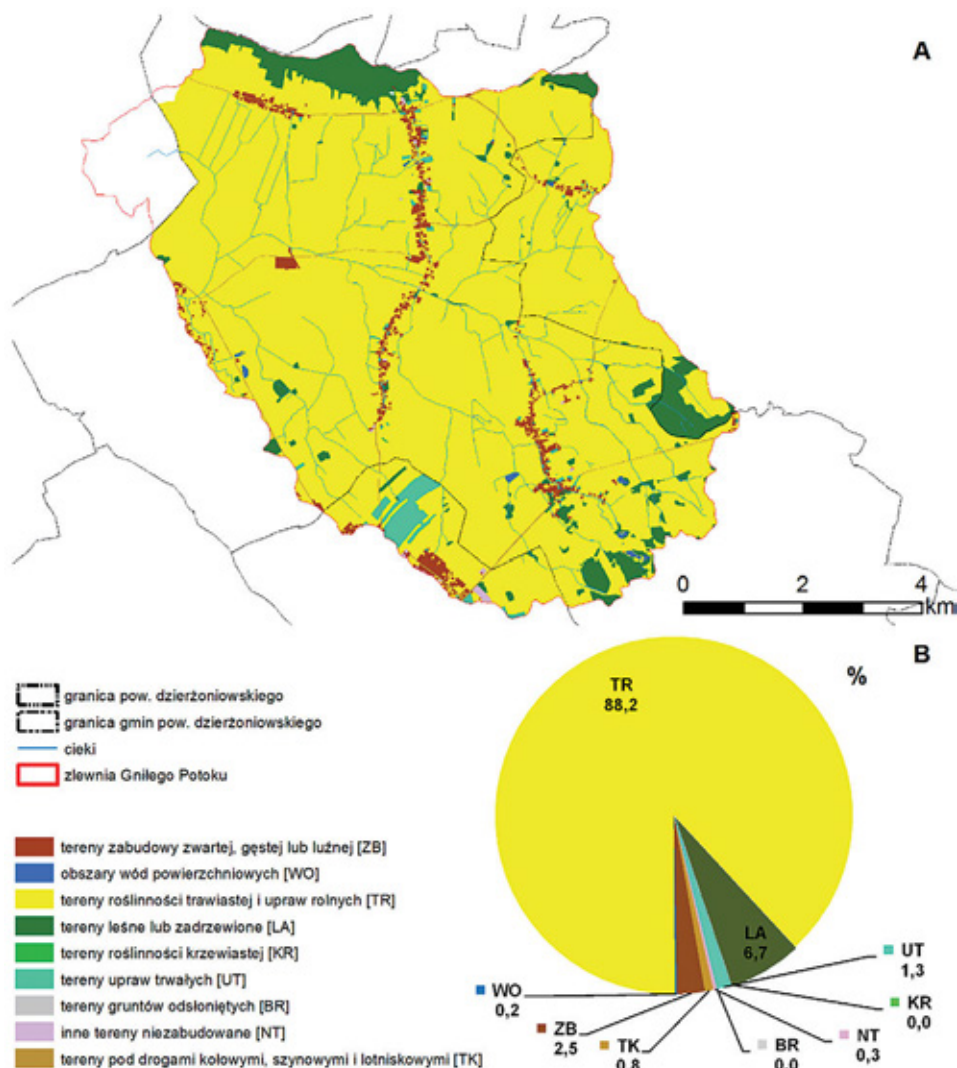 A
0 2 4
km
B
%
granica pow. dzierżoniowskiego
granica gmin pow. dzierżoniowskiego
cieki
zlewnia Gniłego Potoku
tereny zabudowy zwartej, gęstej lub luźnej [ZB]
obszary wód powierzchniowych [WO]
tereny roślinności trawiastej i upraw rolnych [TR]
tereny leśne lub zadrzewione [LA]
tereny roślinności krzewiastej [KR]
tereny upraw trwałych [UT]
tereny gruntów odsłoniętych [BR]
inne tereny niezabudowane [NT]
tereny pod drogami kołowymi, szynowymi i lotniskowymi [TK]
TR
88,2
LA
6,7
UT
1,3
KR
0,0
NT
0,3
BR
0,0
TK
0,8
ZB
2,5
WO
0,2